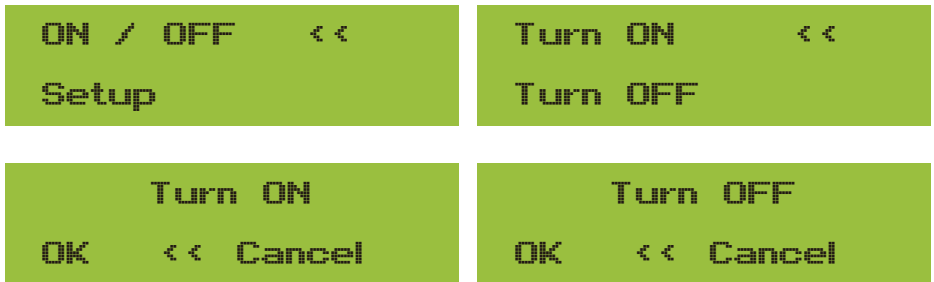 ON / OFF <<
Setup
Turn ON <<
Turn OFF
Turn ON
OK << Cancel
Turn OFF
OK << Cancel